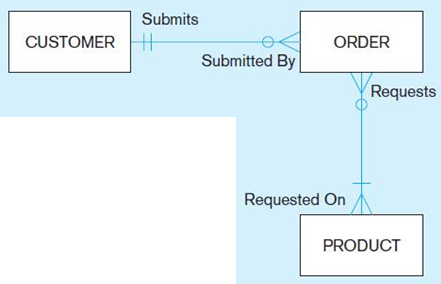 Submits
CUSTOMER
ORDER
Submitted By
Requests
Requested On
PRODUCT